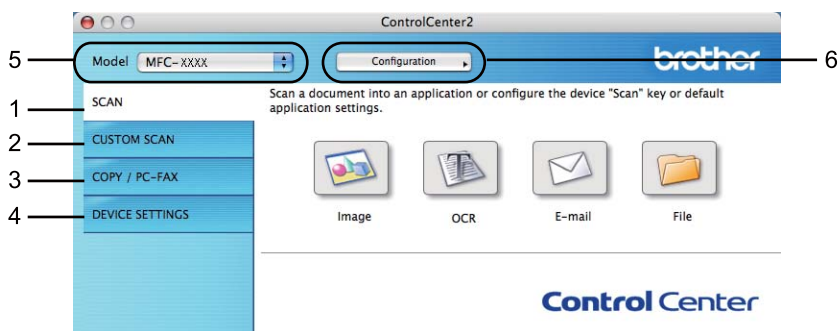 ControlCenter2
5
Model MFC-XXXX
Configuration
brother
6
1
SCAN
Scan a document into an application or configure the device "Scan" key or default
application settings.
2
CUSTOM SCAN
3
COPY / PC-FAX
4
DEVICE SETTINGS
T
Image
OCR
E-mail
File
Control Center